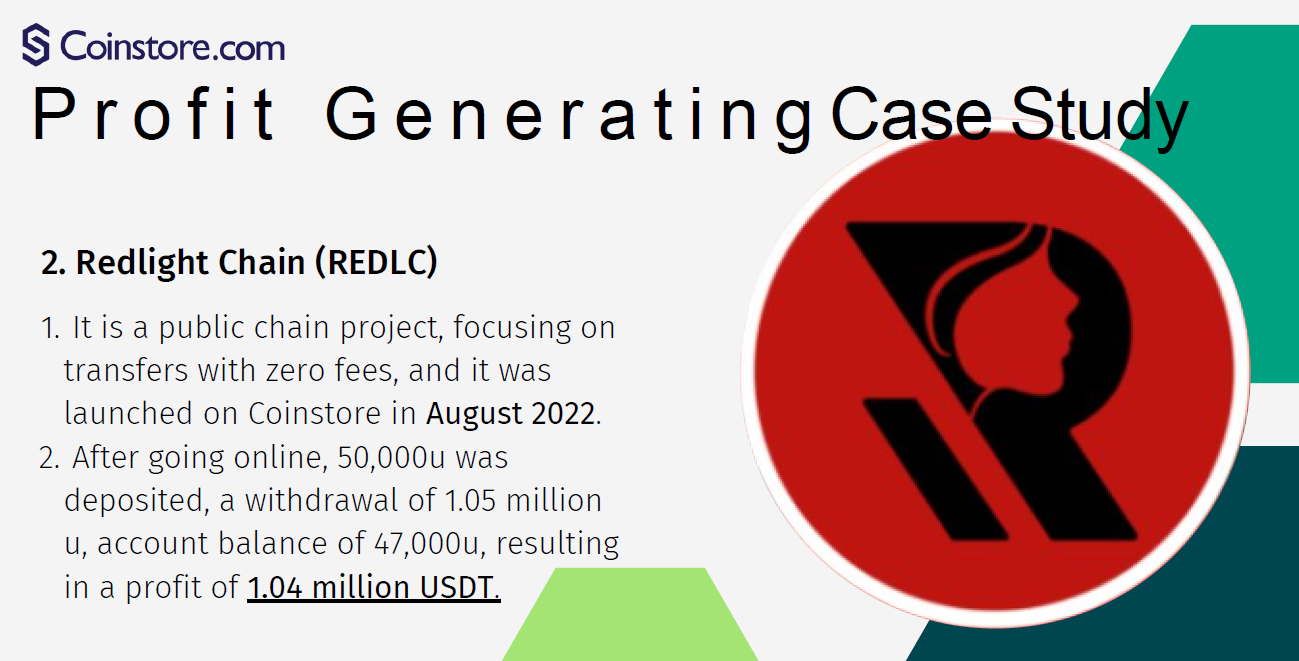 Coinstore.com
Profit Generating Case Study
2. Redlight Chain (REDLC)
1. It is a public chain project, focusing on
transfers with zero fees, and it was
launched on Coinstore in August 2022.
2. After going online, 50,000u was
deposited, a withdrawal of 1.05 million
u, account balance of 47,000u, resulting
in a profit of 1.04 million USDT.